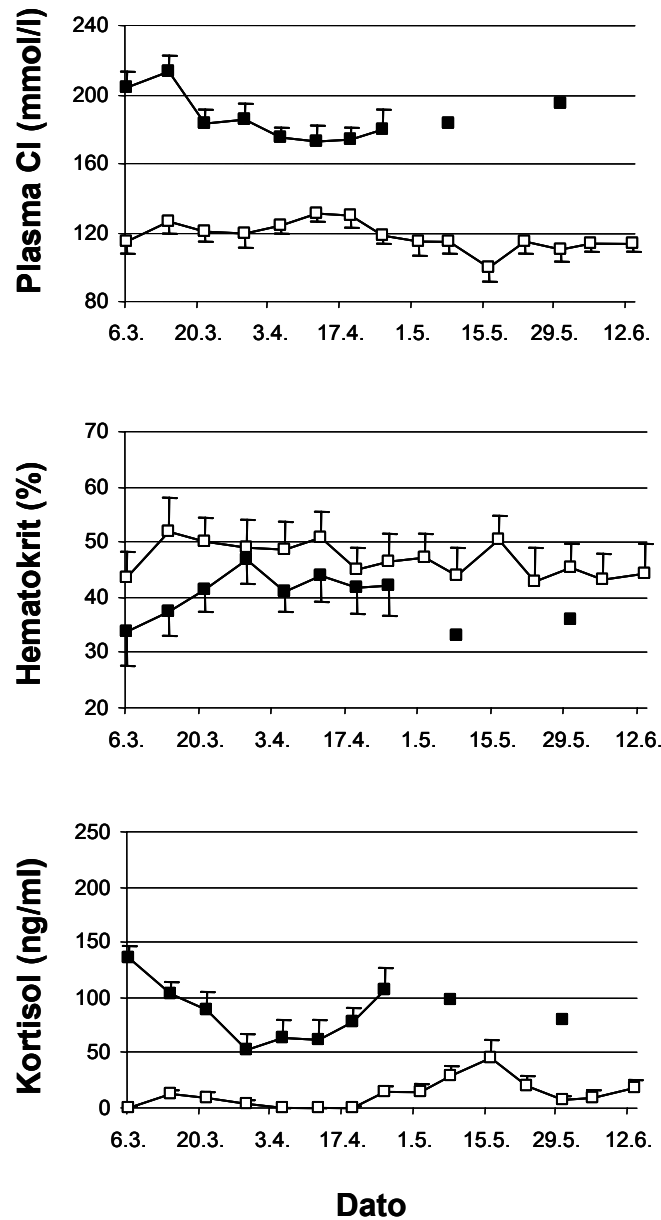 Plasma Cl (mmol/l)
240
200
160
120
80
6.3. 20.3. 3.4. 17.4. 1.5. 15.5. 29.5. 12.6.
Hematokrit (%)
70
60
50
40
30
20
6.3. 20.3. 3.4. 17.4. 1.5. 15.5. 29.5. 12.6.
Kortisol (ng/ml)
250
200
150
100
50
0
6.3. 20.3. 3.4. 17.4. 1.5. 15.5. 29.5. 12.6.
Dato